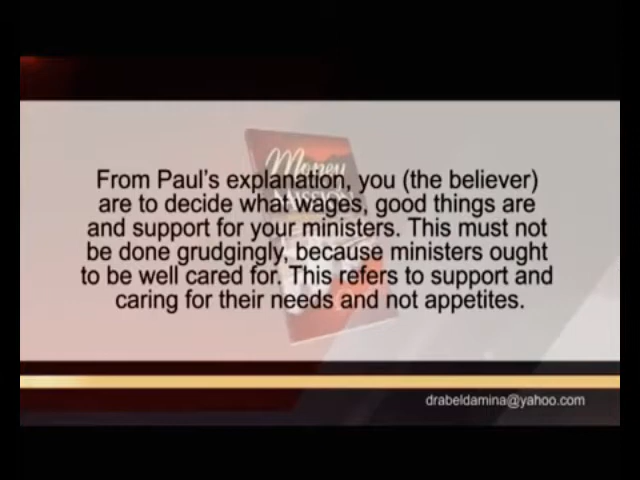 From Paul's explanation, you (the believer)
are to decide what wages, good things are
and support for your ministers. This must not
be done grudgingly, because ministers ought
to be well cared for. This refers to support and
caring for their needs and not appetites.
Money
MISSION
drabeldamina@yahoo.com